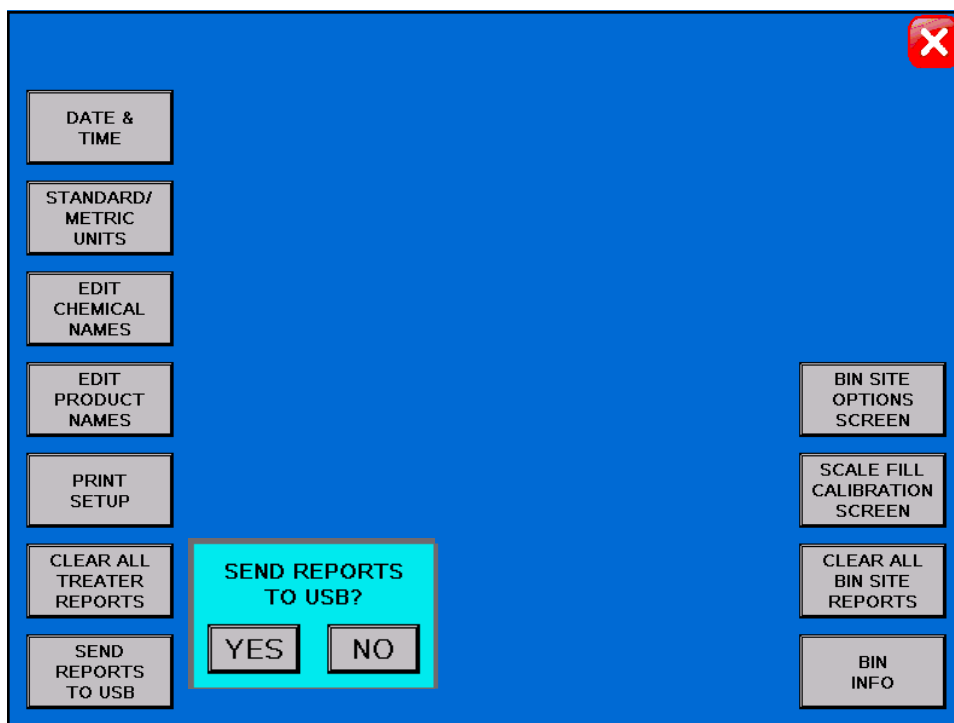 DATE &
TIME
STANDARD/
METRIC
UNITS
EDIT
CHEMICAL
NAMES
EDIT
PRODUCT
NAMES
PRINT
SETUP
CLEAR ALL
TREATER
REPORTS
SEND
REPORTS
TO USB
SEND REPORTS
TO USB?
YES
NO
BIN SITE
OPTIONS
SCREEN
SCALE FILL
CALIBRATION
SCREEN
CLEAR ALL
BIN SITE
REPORTS
BIN
INFO